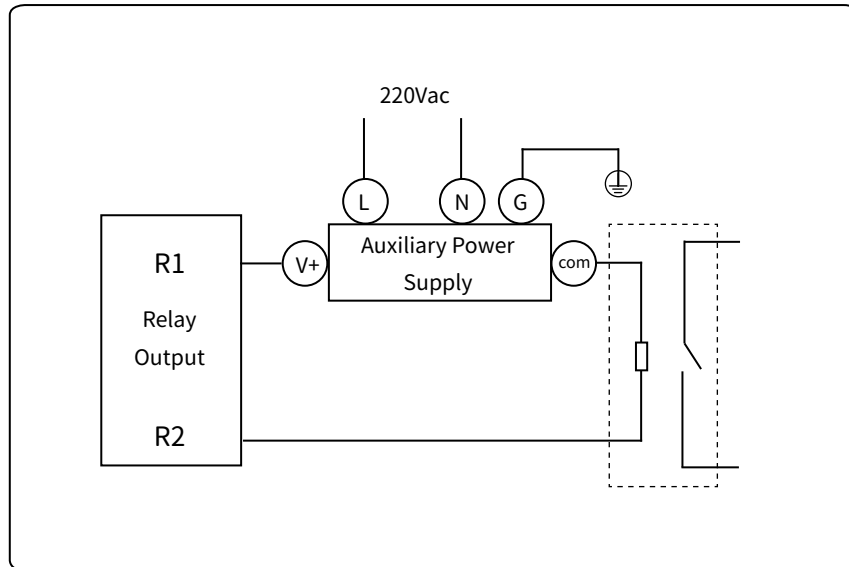 220Vac
L
N
G
R1
V+
Auxiliary Power
Supply
com
Relay
Output
R2